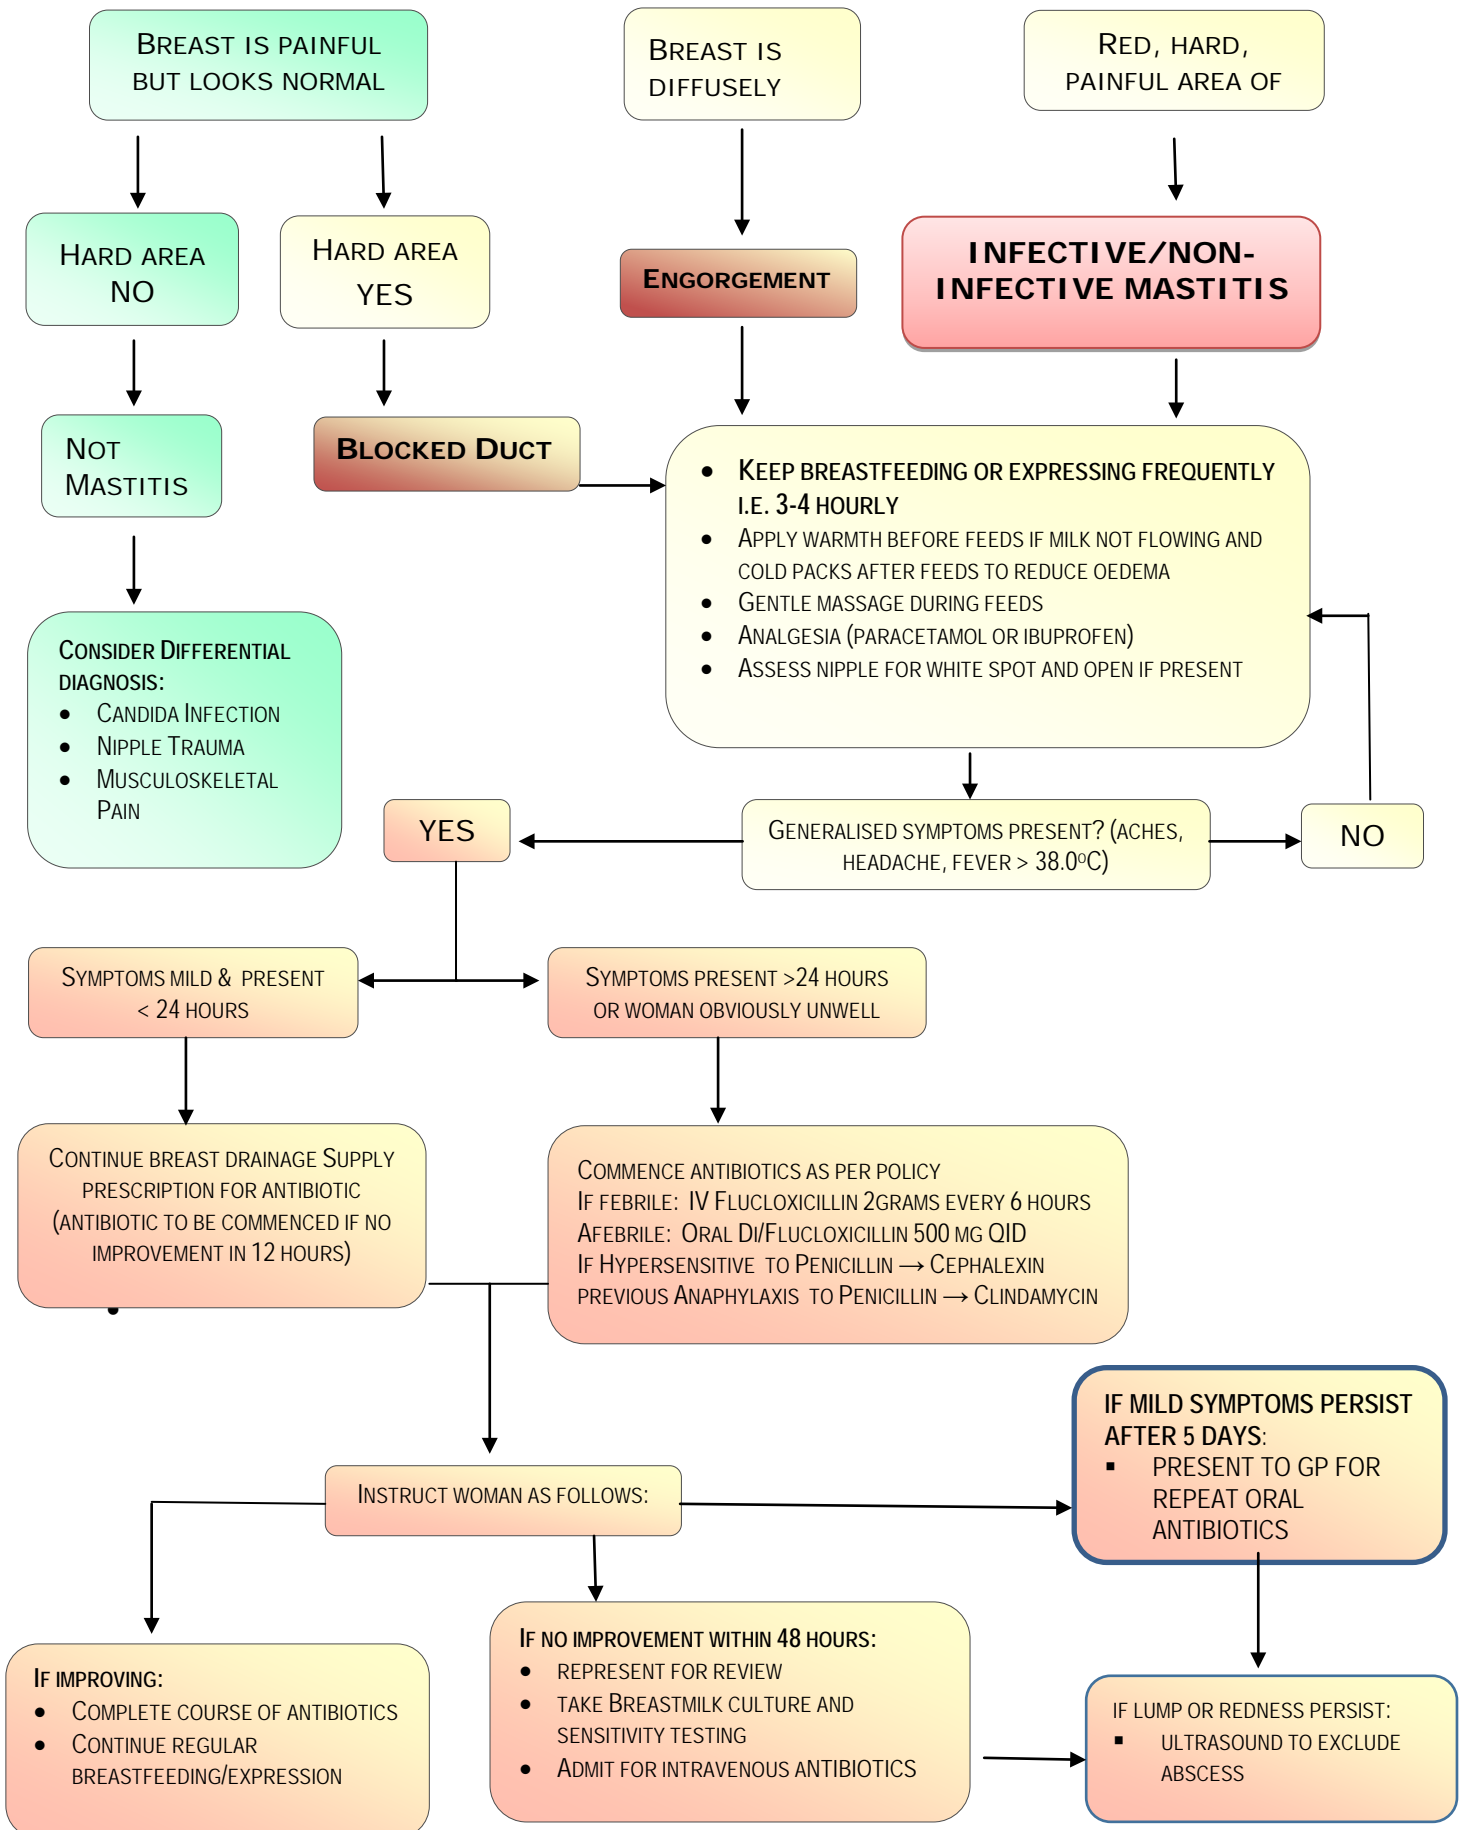 BREAST IS PAINFUL
BUT LOOKS NORMAL
BREAST IS
DIFFUSELY
RED, HARD,
PAINFUL AREA OF
HARD AREA
NO
HARD AREA
YES
ENGORGEMENT
INFECTIVE/NON-
INFECTIVE MASTITIS
NOT
MASTITIS
BLOCKED DUCT
• KEEP BREASTFEEDING OR EXPRESSING FREQUENTLY
I.E. 3-4 HOURLY
• APPLY WARMTH BEFORE FEEDS IF MILK NOT FLOWING AND
COLD PACKS AFTER FEEDS TO REDUCE OEDEMA
• GENTLE MASSAGE DURING FEEDS
• ANALGESIA (PARACETAMOL OR IBUPROFEN)
• ASSESS NIPPLE FOR WHITE SPOT AND OPEN IF PRESENT
CONSIDER DIFFERENTIAL
DIAGNOSIS:
• CANDIDA INFECTION
• NIPPLE TRAUMA
• MUSCULOSKELETAL
PAIN
YES
GENERALISED SYMPTOMS PRESENT? (ACHES,
HEADACHE, FEVER > 38.0⁰C)
NO
SYMPTOMS MILD & PRESENT
< 24 HOURS
SYMPTOMS PRESENT >24 HOURS
OR WOMAN OBVIOUSLY UNWELL
CONTINUE BREAST DRAINAGE SUPPLY
PRESCRIPTION FOR ANTIBIOTIC
(ANTIBIOTIC TO BE COMMENCED IF NO
IMPROVEMENT IN 12 HOURS)
COMMENCE ANTIBIOTICS AS PER POLICY
IF FEBRILE: IV FLUCLOXICILLIN 2GRAMS EVERY 6 HOURS
AFEBRILE: ORAL DI/FLUCLOXICILLIN 500 MG QID
IF HYPERSENSITIVE TO PENICILLIN → CEPHALEXIN
PREVIOUS ANAPHYLAXIS TO PENICILLIN → CLINDAMYCIN
IF MILD SYMPTOMS PERSIST
AFTER 5 DAYS:
▪ PRESENT TO GP FOR
REPEAT ORAL
ANTIBIOTICS
INSTRUCT WOMAN AS FOLLOWS:
IF IMPROVING:
• COMPLETE COURSE OF ANTIBIOTICS
• CONTINUE REGULAR
BREASTFEEDING/EXPRESSION
IF NO IMPROVEMENT WITHIN 48 HOURS:
• REPRESENT FOR REVIEW
• TAKE BREASTMILK CULTURE AND
SENSITIVITY TESTING
• ADMIT FOR INTRAVENOUS ANTIBIOTICS
IF LUMP OR REDNESS PERSIST:
▪ ULTRASOUND TO EXCLUDE
ABSCESS